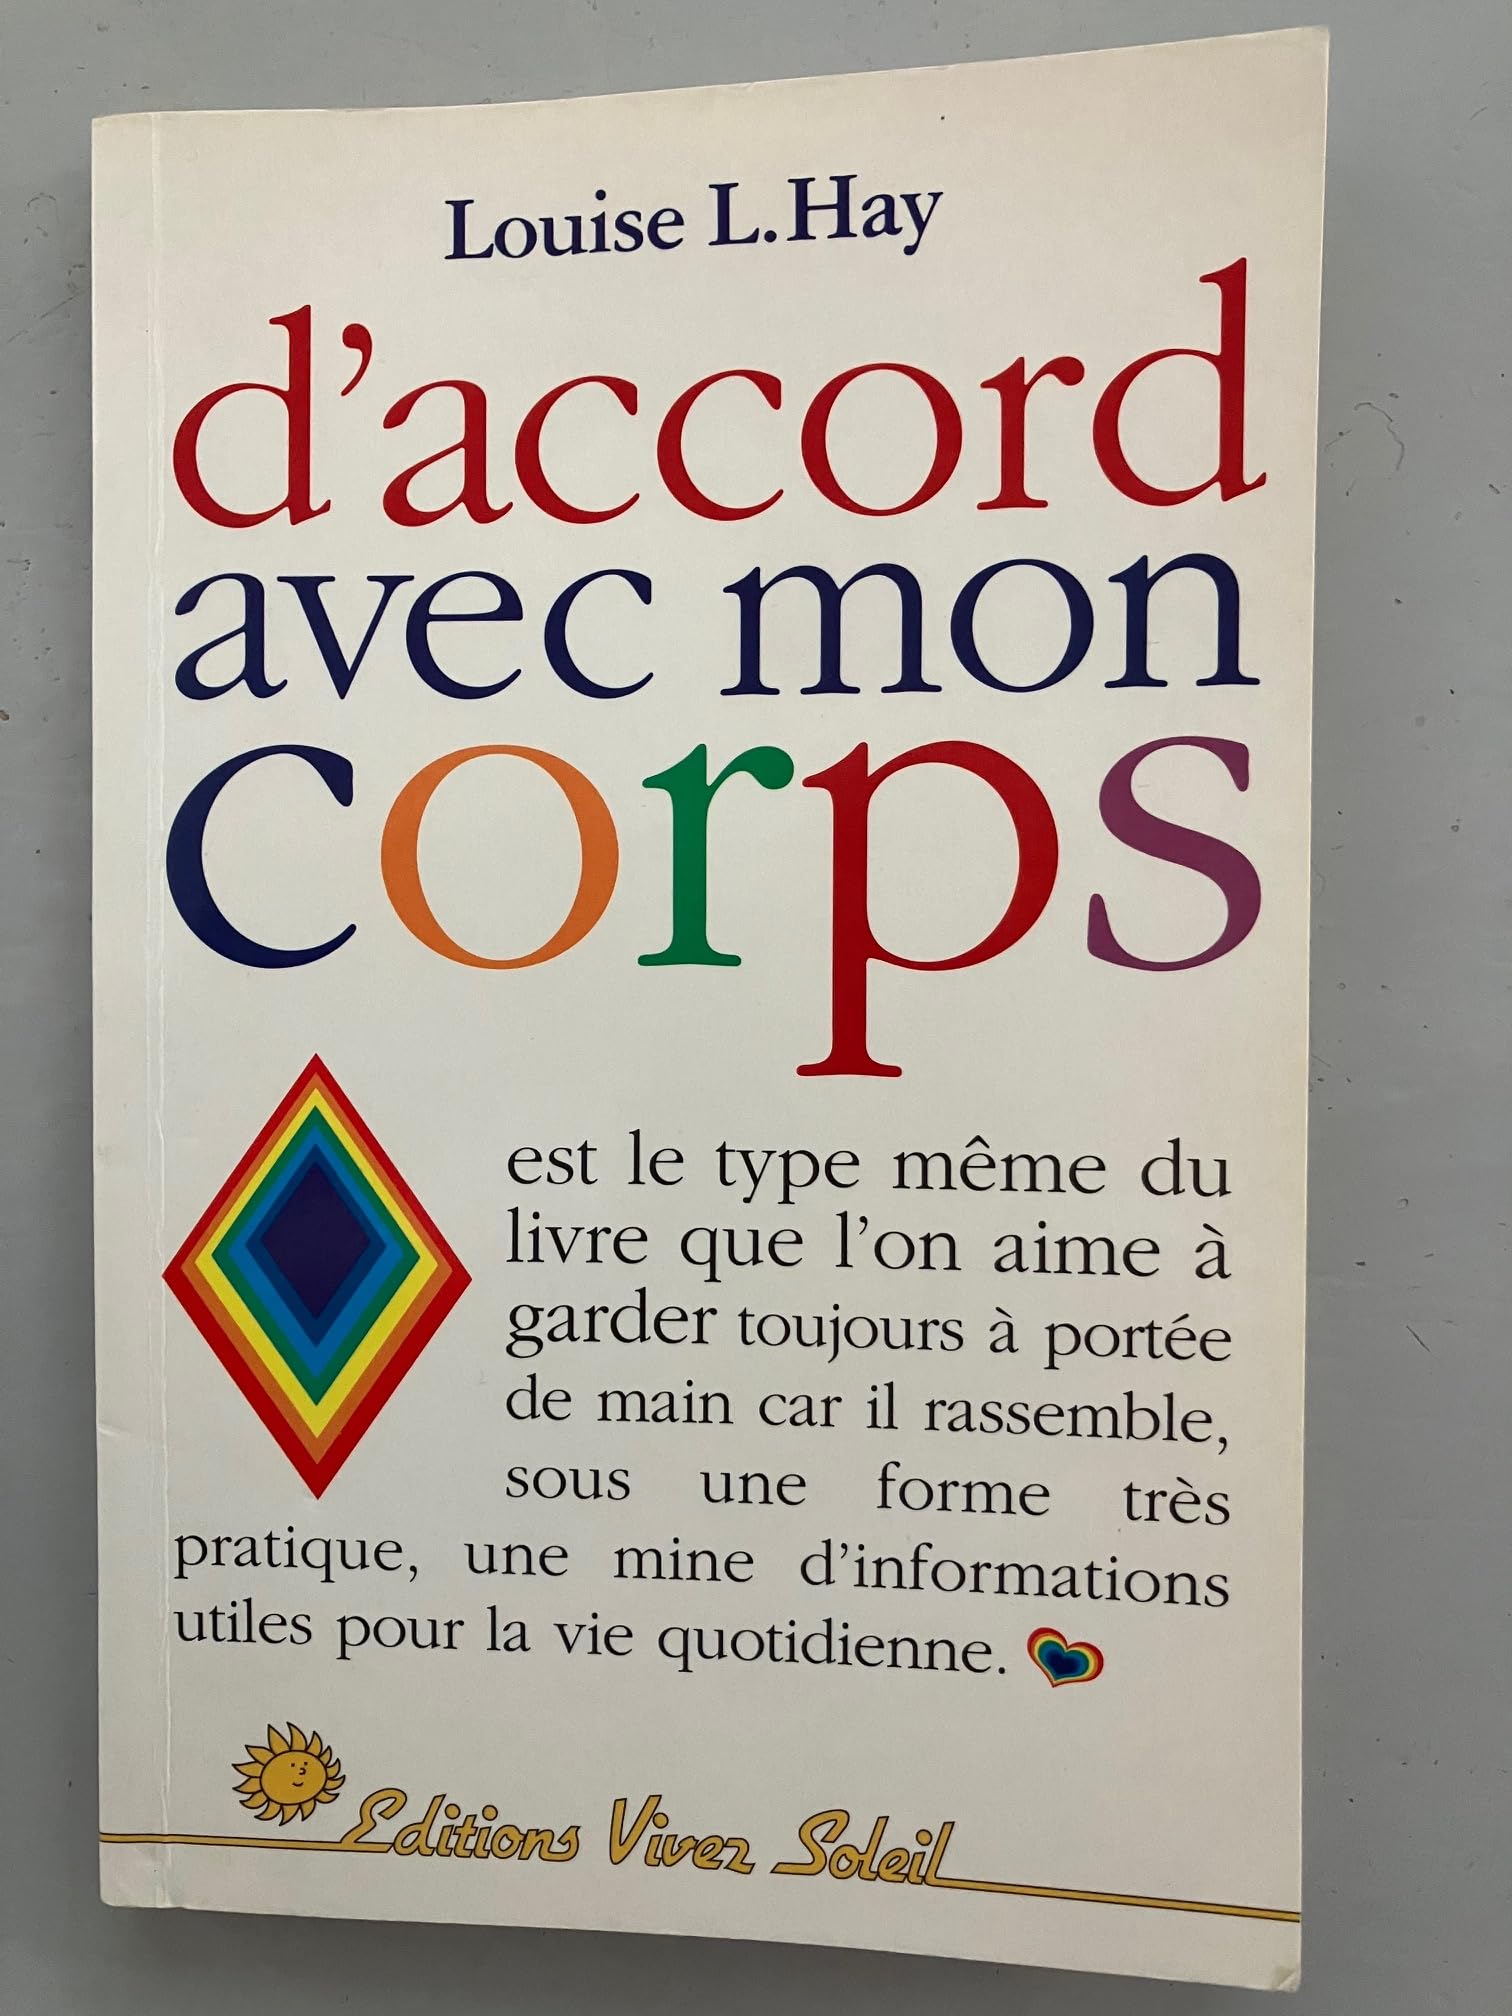 Louise L.Hay
d'accord
avec mon
corps
est le type même du
livre que l'on aime à
garder toujours à portée
de main car il rassemble,
sous une forme très
pratique, une mine d'informations
utiles pour la vie quotidienne.
Editions Vivez Soleil